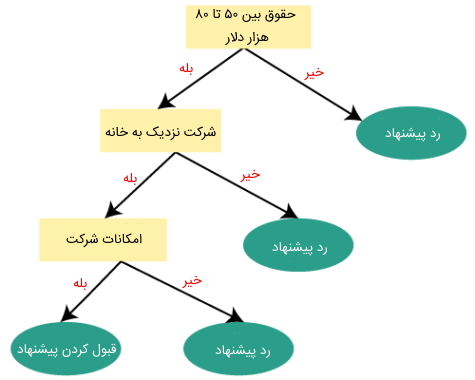 حقوق بین ۵۰ تا ۸۰
هزار دلار
بله
خیر
شرکت نزدیک به خانه
رد پیشنهاد
بله
خیر
امکانات شرکت
رد پیشنهاد
بله
خیر
قبول کردن پیشنهاد
رد پیشنهاد